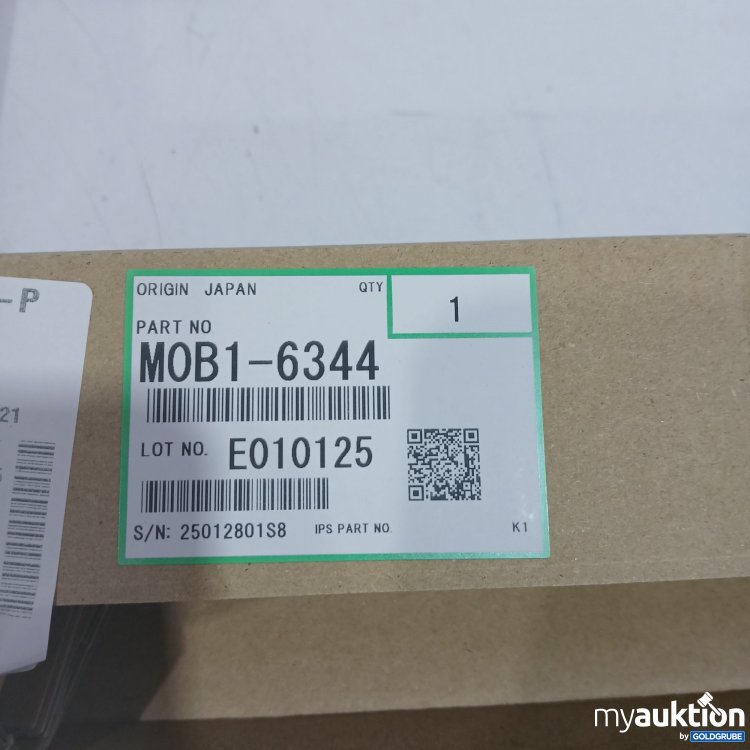 ORIGIN JAPAN QTY 1
PART NO
M0B1-6344
LOT NO. E010125
S/N: 25012801S8 IPS PART NO. K1
-P
21
myauktion
by GOLDGRUBE